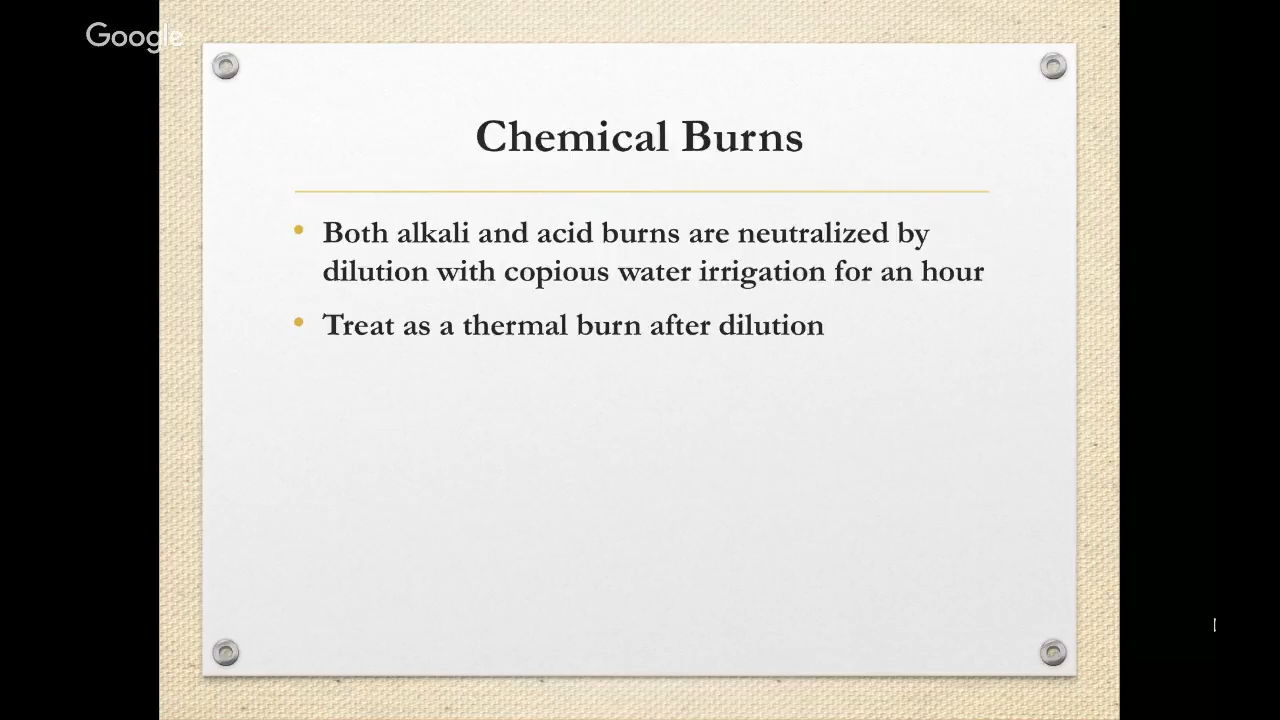 Google
Chemical Burns
• Both alkali and acid burns are neutralized by
dilution with copious water irrigation for an hour
• Treat as a thermal burn after dilution